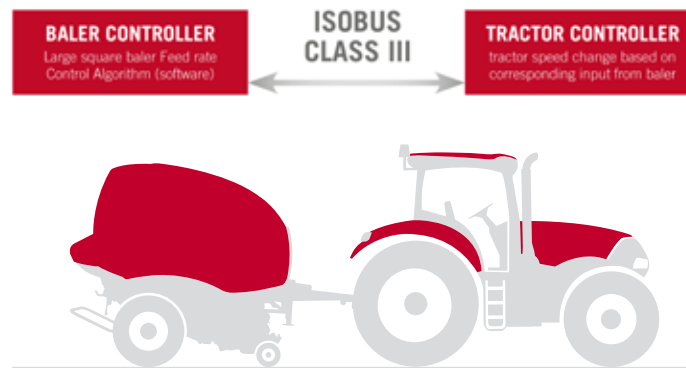 BALER CONTROLLER
Large square baler Feed rate
Control Algorithm (software)
ISOBUS
CLASS III
TRACTOR CONTROLLER
tractor speed change based on
corresponding input from baler